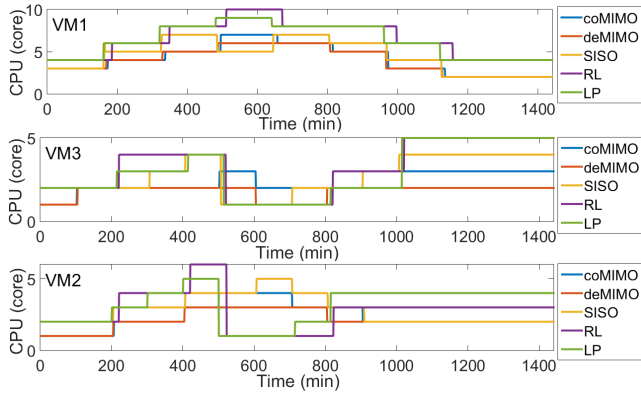 VM1
CPU (core)
10
5
0
0 200 400 600 800 1000 1200 1400
Time (min)
coMIMO
deMIMO
SISO
RL
LP
VM3
CPU (core)
5
0
0 200 400 600 800 1000 1200 1400
Time (min)
coMIMO
deMIMO
SISO
RL
LP
VM2
CPU (core)
5
0
0 200 400 600 800 1000 1200 1400
Time (min)
coMIMO
deMIMO
SISO
RL
LP